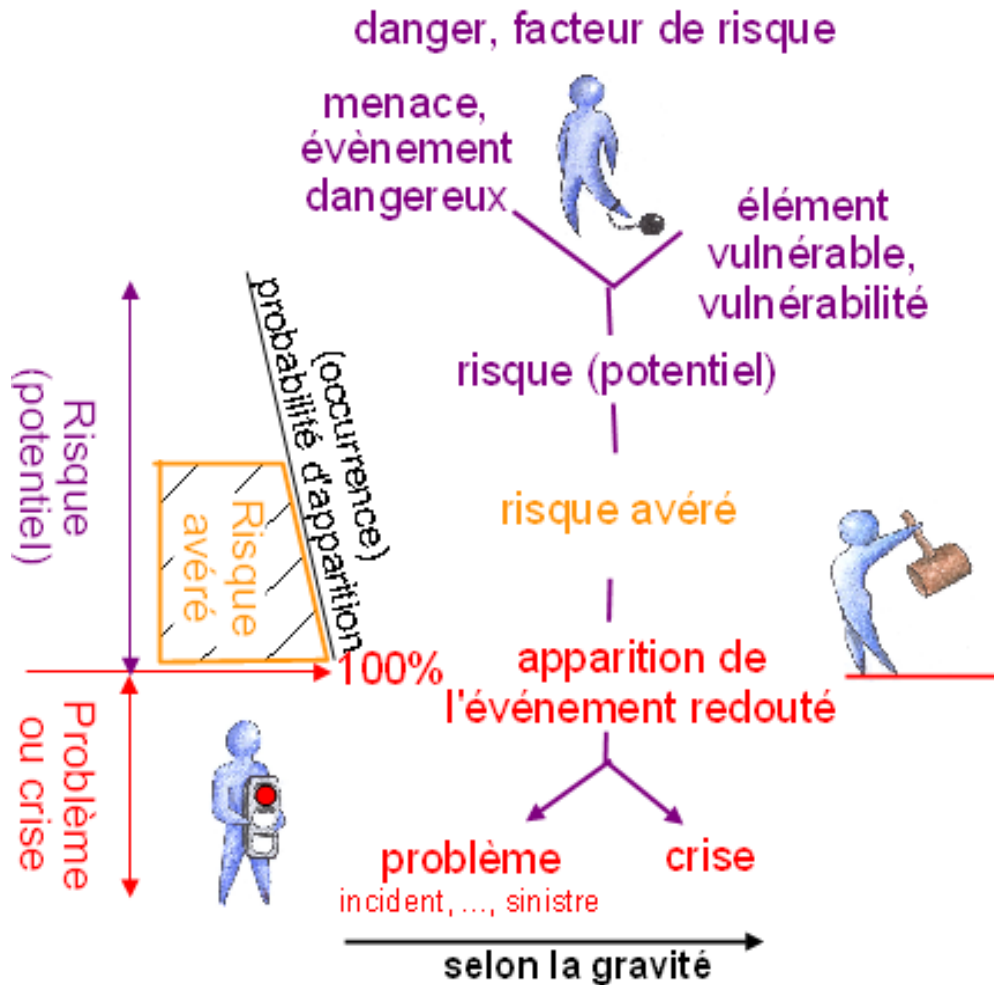 danger, facteur de risque
menace,
évènement
dangereux
élément
vulnérable,
vulnérabilité
risque (potentiel)
risque avéré
apparition de
l'événement redouté
problème
incident, ..., sinistre
crise
selon la gravité
Risque
(potentiel)
Risque
avéré
(occurrence)
probabilité d'apparition
100%
Problème
ou crise